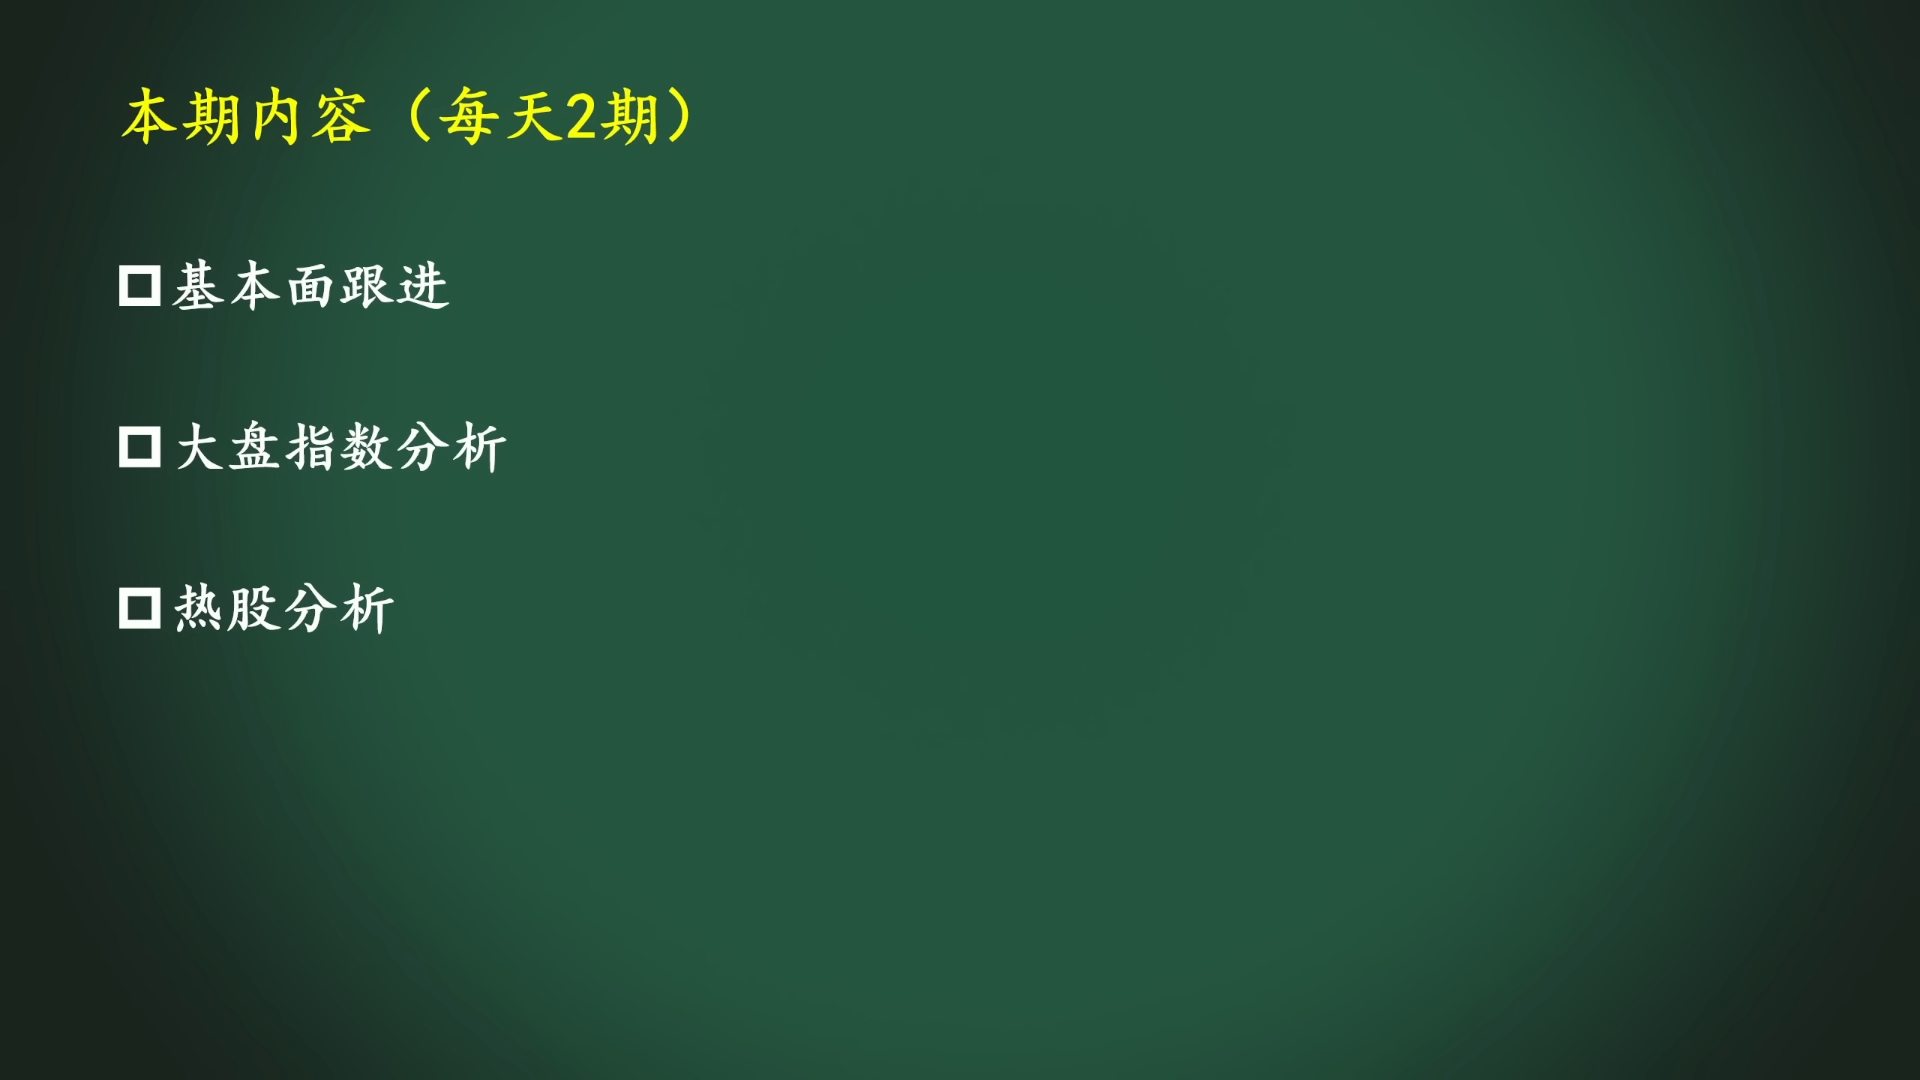 本期内容（每天2期）
基本面跟进
大盘指数分析
热股分析